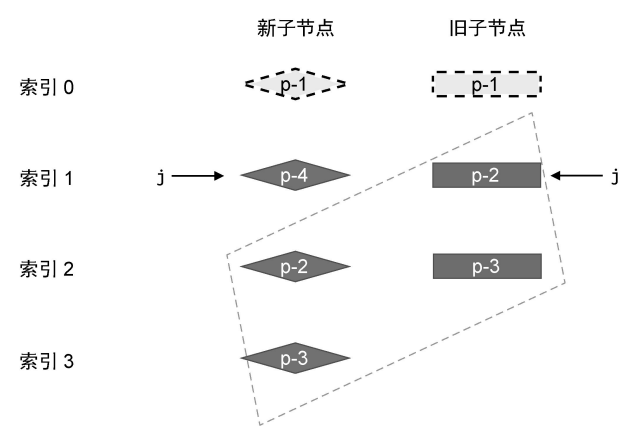 新子节点 旧子节点
索引 0 p-1 p-1
索引 1 j p-4 p-2 j
索引 2 p-2 p-3
索引 3 p-3